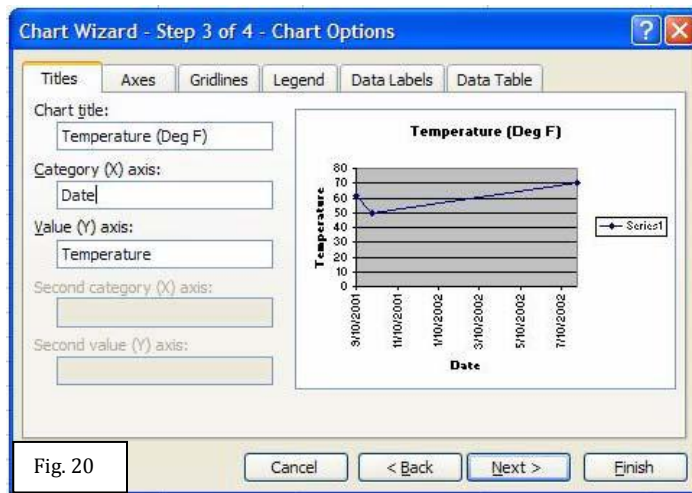 Chart Wizard - Step 3 of 4 - Chart Options
Titles Axes Gridlines Legend Data Labels Data Table
Chart title:
Temperature (Deg F)
Category (X) axis:
Date
Value (Y) axis:
Temperature
Second category (X) axis:
Second value (Y) axis:
Temperature (Deg F)
Temperature
80
70
60
50
40
30
20
10
0
9/10/2001
11/10/2001
1/10/2002
3/10/2002
5/10/2002
7/10/2002
Date
Series1
Fig. 20
Cancel < Back Next > Finish